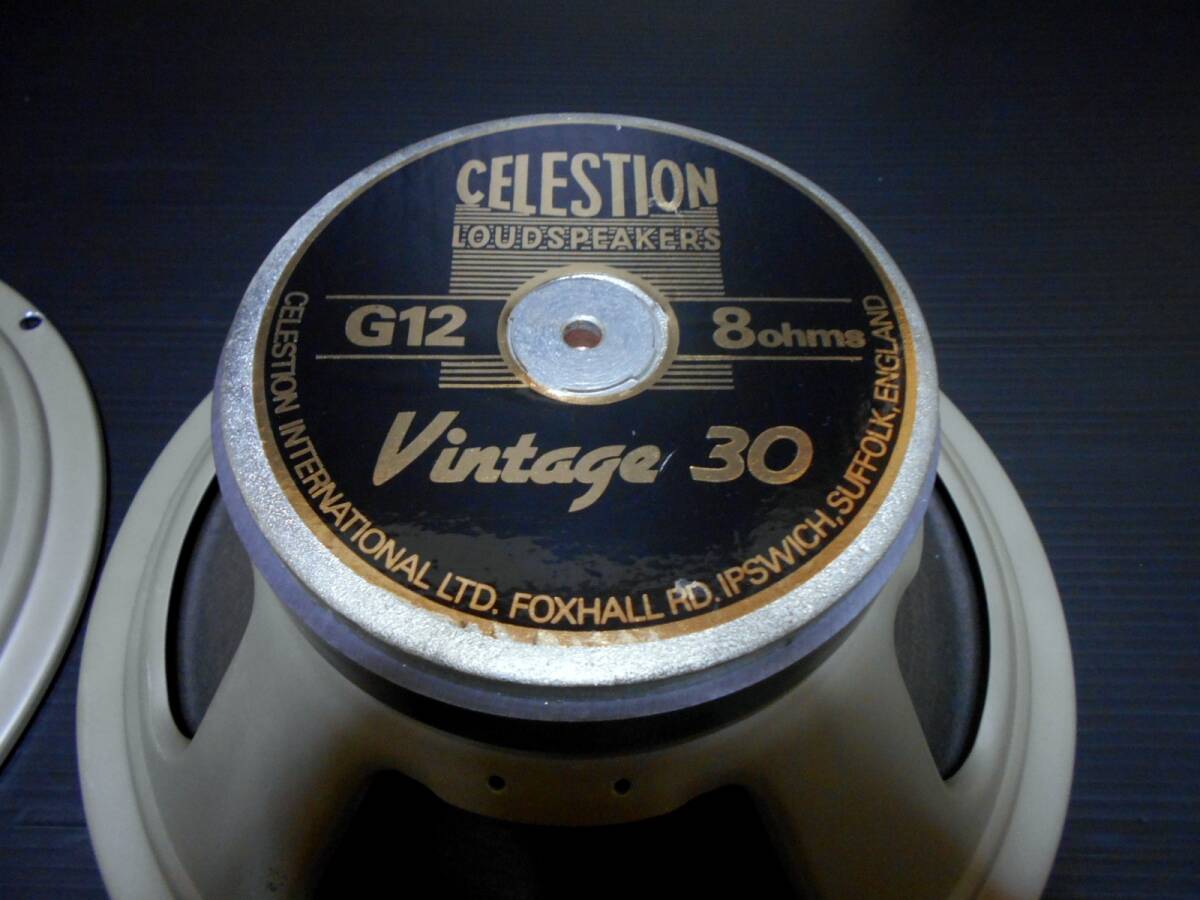 CELESTION
LOUDSPEAKERS
G12 8ohms
Vintage 30
CELESTION INTERNATIONAL LTD. FOXHALL RD. IPSWICH, SUFFOLK, ENGLAND